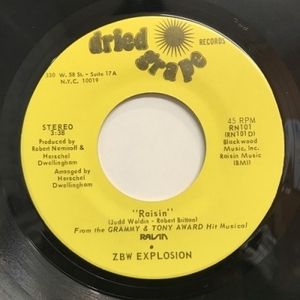 dried grape
RECORDS
330 W. 58 St. - Suite 17A
N.Y.C. 10019
STEREO
3:38
Produced by
Robert Nemiroff &
Herschel
Dwellingham
Arranged by
Herschel
Dwellingham
45 RPM
RN101
(RN101D)
Blackwood
Music, Inc.
Raisin Music
(BMI)
"Raisin"
(Judd Woldin - Robert Brittan)
From the GRAMMY & TONY AWARD Hit Musical
RAISIN
ZBW EXPLOSION